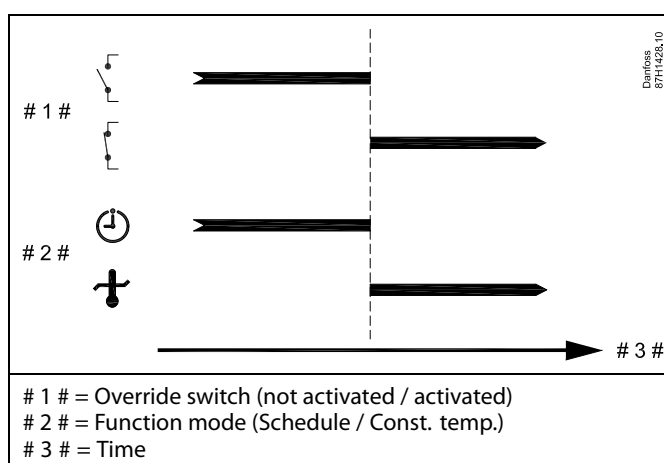 Danfoss
87H1428.10
# 1 #
# 2 #
# 3 #
# 1 # = Override switch (not activated / activated)
# 2 # = Function mode (Schedule / Const. temp.)
# 3 # = Time